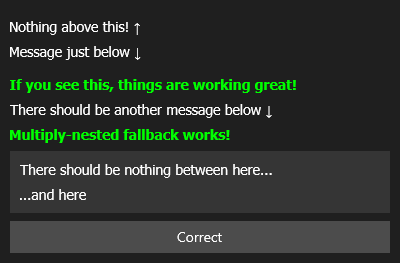 Nothing above this! ↑
Message just below ↓
If you see this, things are working great!
There should be another message below ↓
Multiply-nested fallback works!
There should be nothing between here...
...and here
Correct